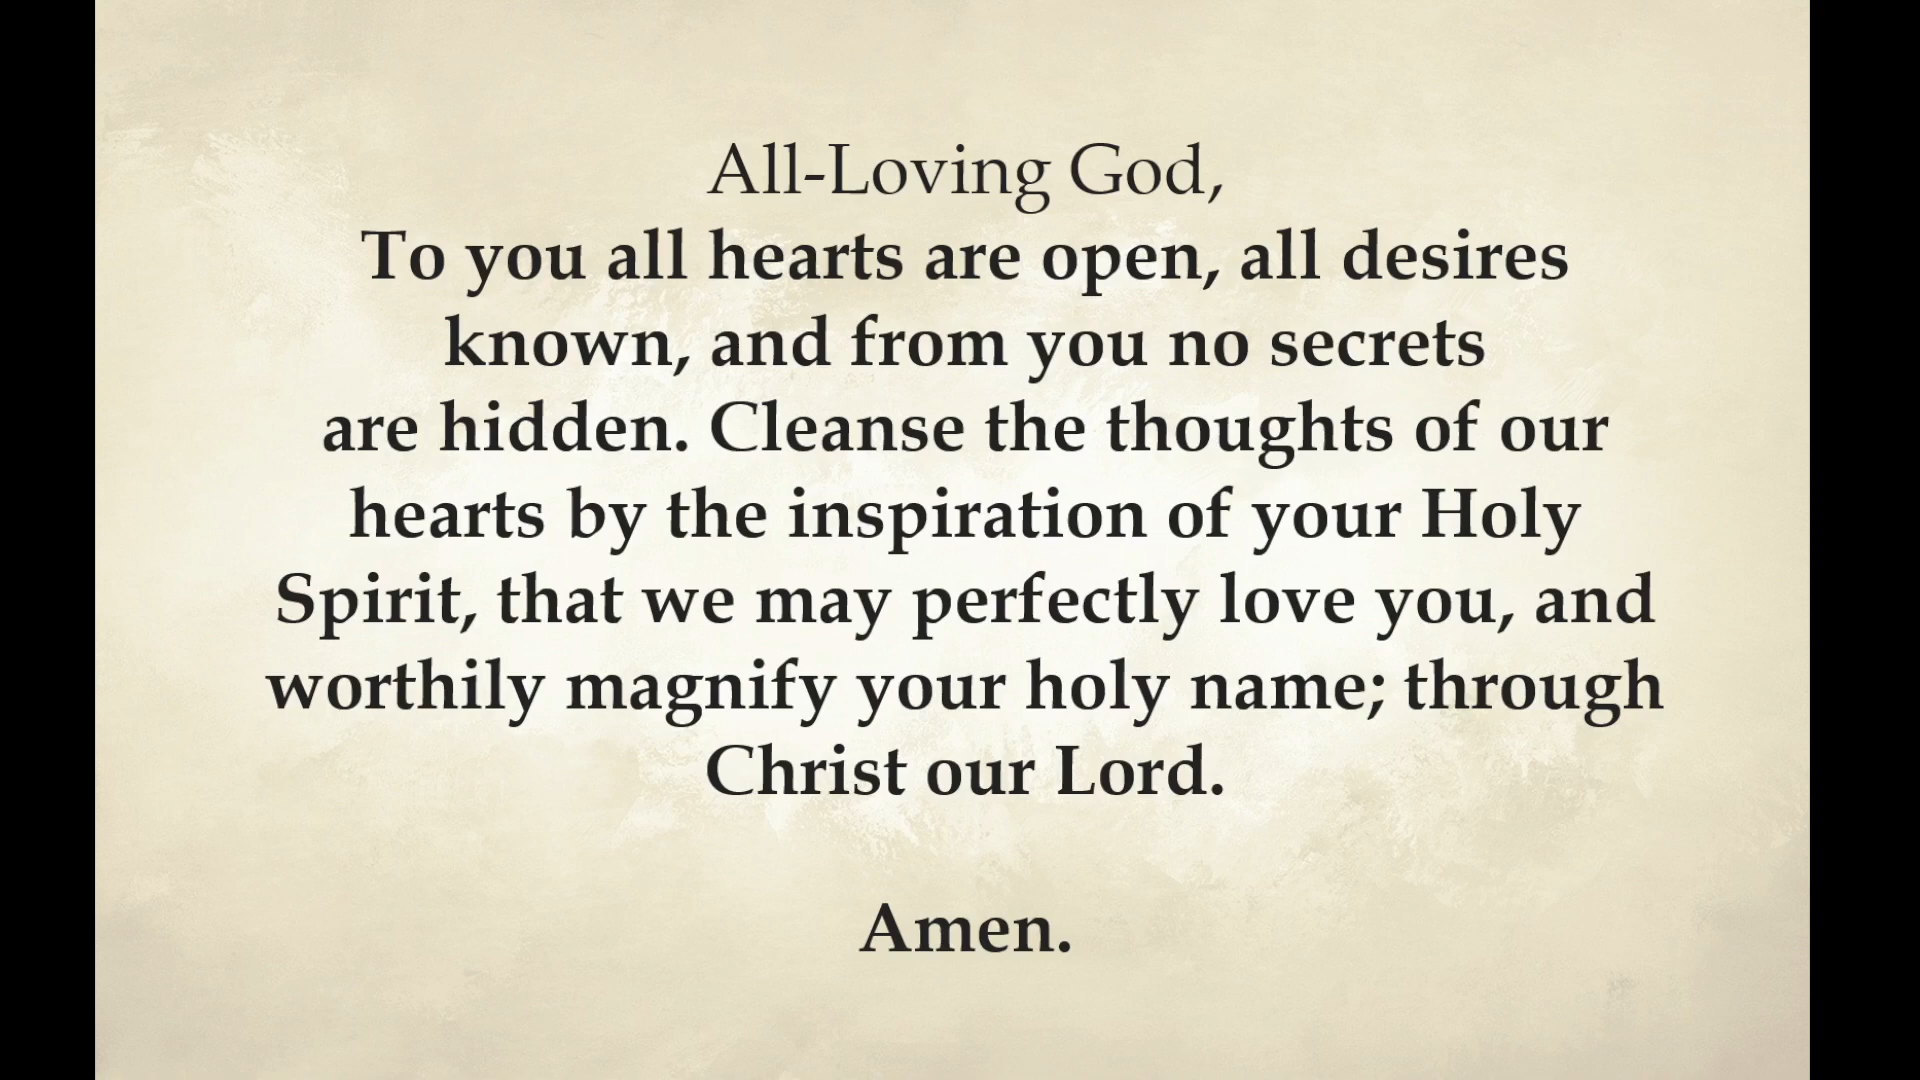 All-Loving God,
To you all hearts are open, all desires
known, and from you no secrets
are hidden. Cleanse the thoughts of our
hearts by the inspiration of your Holy
Spirit, that we may perfectly love you, and
worthily magnify your holy name; through
Christ our Lord.
Amen.